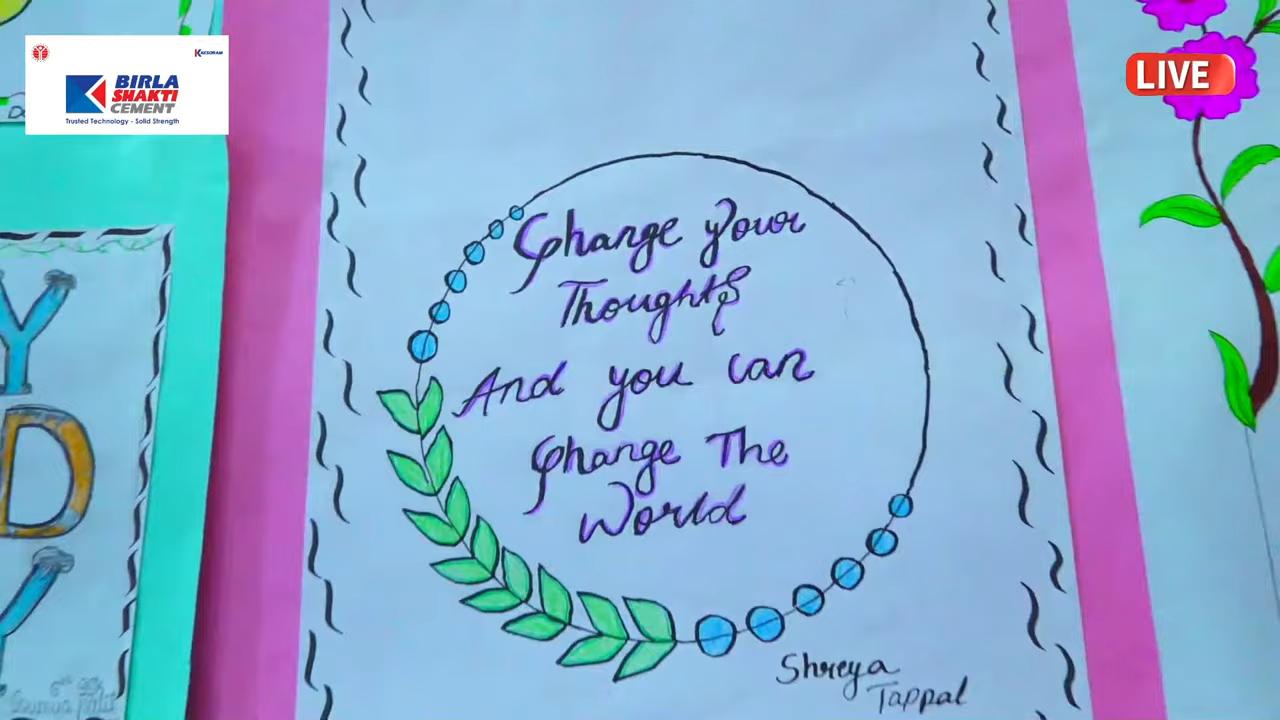 KESORAM
BIRLA
SHAKTI
CEMENT
Trusted Technology - Solid Strength
LIVE
Change your
Thoughts
And you can
Change The
World
Shreya
Tappal
Y
D
Y